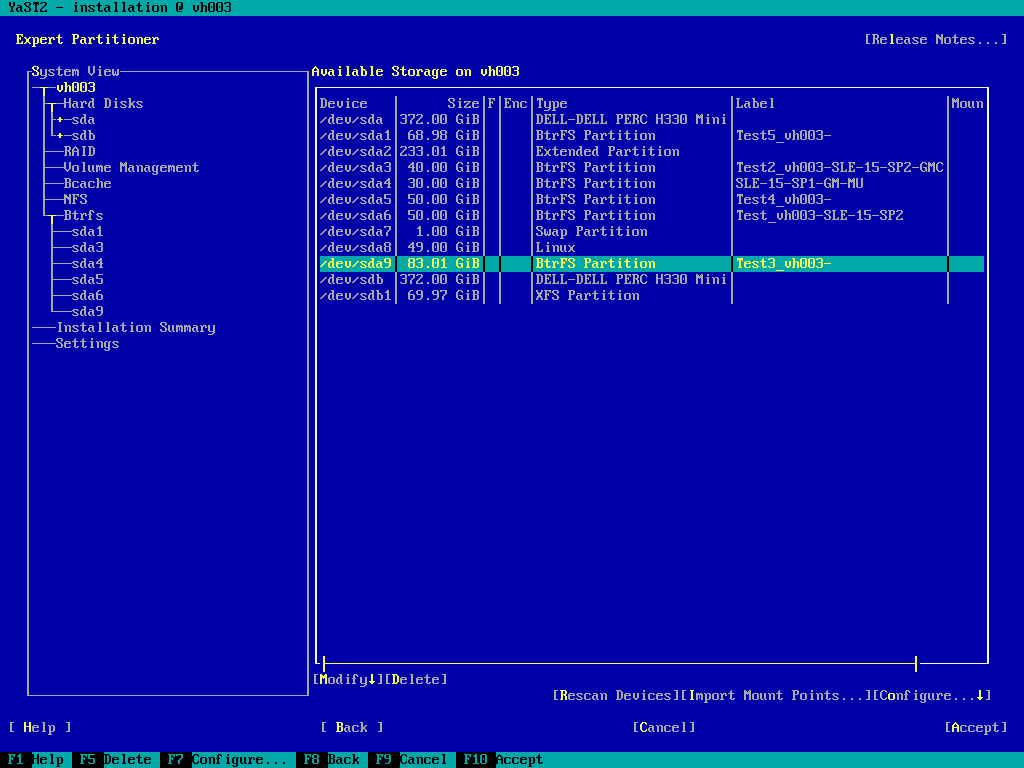 YaST2 - installation @ vh003
Expert Partitioner [Release Notes...]
System View
vh003
Hard Disks
+-sda
+-sdb
RAID
Volume Management
Bcache
NFS
Btrfs
sda1
sda3
sda4
sda5
sda6
sda9
Installation Summary
Settings
Available Storage on vh003
Device | Size|F|Enc|Type |Label |Moun
/dev/sda |372.00 GiB| | |DELL-DELL PERC H330 Mini| |
/dev/sda1| 68.98 GiB| | |BtrFS Partition |Test5_vh003- |
/dev/sda2|233.01 GiB| | |Extended Partition | |
/dev/sda3| 40.00 GiB| | |BtrFS Partition |Test2_vh003-SLE-15-SP2-GMC|
/dev/sda4| 30.00 GiB| | |BtrFS Partition |SLE-15-SP1-GM-MU |
/dev/sda5| 50.00 GiB| | |BtrFS Partition |Test4_vh003- |
/dev/sda6| 50.00 GiB| | |BtrFS Partition |Test_vh003-SLE-15-SP2 |
/dev/sda7| 1.00 GiB| | |Swap Partition | |
/dev/sda8| 49.00 GiB| | |Linux | |
/dev/sda9| 83.01 GiB| | |BtrFS Partition |Test3_vh003- |
/dev/sdb |372.00 GiB| | |DELL-DELL PERC H330 Mini| |
/dev/sdb1| 69.97 GiB| | |XFS Partition | |
[Modify↓][Delete]
[Rescan Devices][Import Mount Points...][Configure...↓]
[ Help ] [ Back ] [Cancel] [Accept]
F1 Help F5 Delete F7 Configure... F8 Back F9 Cancel F10 Accept